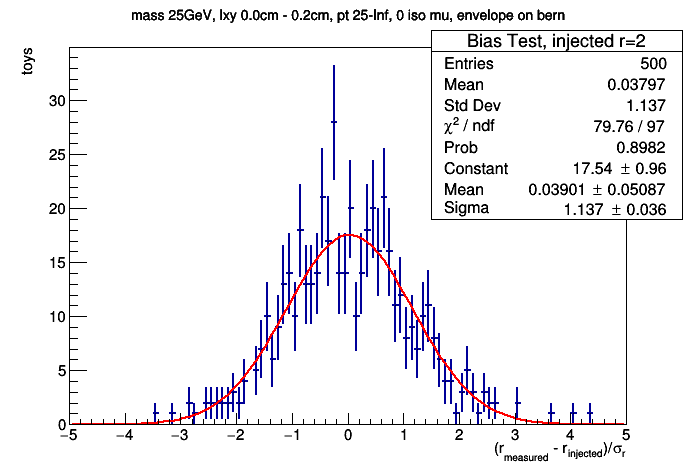 mass 25GeV, lxy 0.0cm - 0.2cm, pt 25-Inf, 0 iso mu, envelope on bern
Bias Test, injected r=2
Entries 500
Mean 0.03797
Std Dev 1.137
χ² / ndf 79.76 / 97
Prob 0.8982
Constant 17.54 ± 0.96
Mean 0.03901 ± 0.05087
Sigma 1.137 ± 0.036
toys
30
25
20
15
10
5
0
−5 −4 −3 −2 −1 0 1 2 3 4 5
(r_measured - r_injected)/σ_r